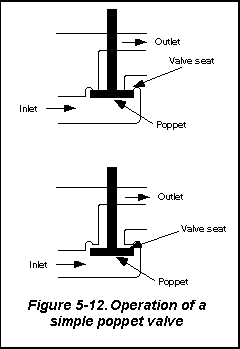 Outlet
Valve seat
Inlet
Poppet
Outlet
Valve seat
Inlet
Poppet
Figure 5-12. Operation of a
simple poppet valve